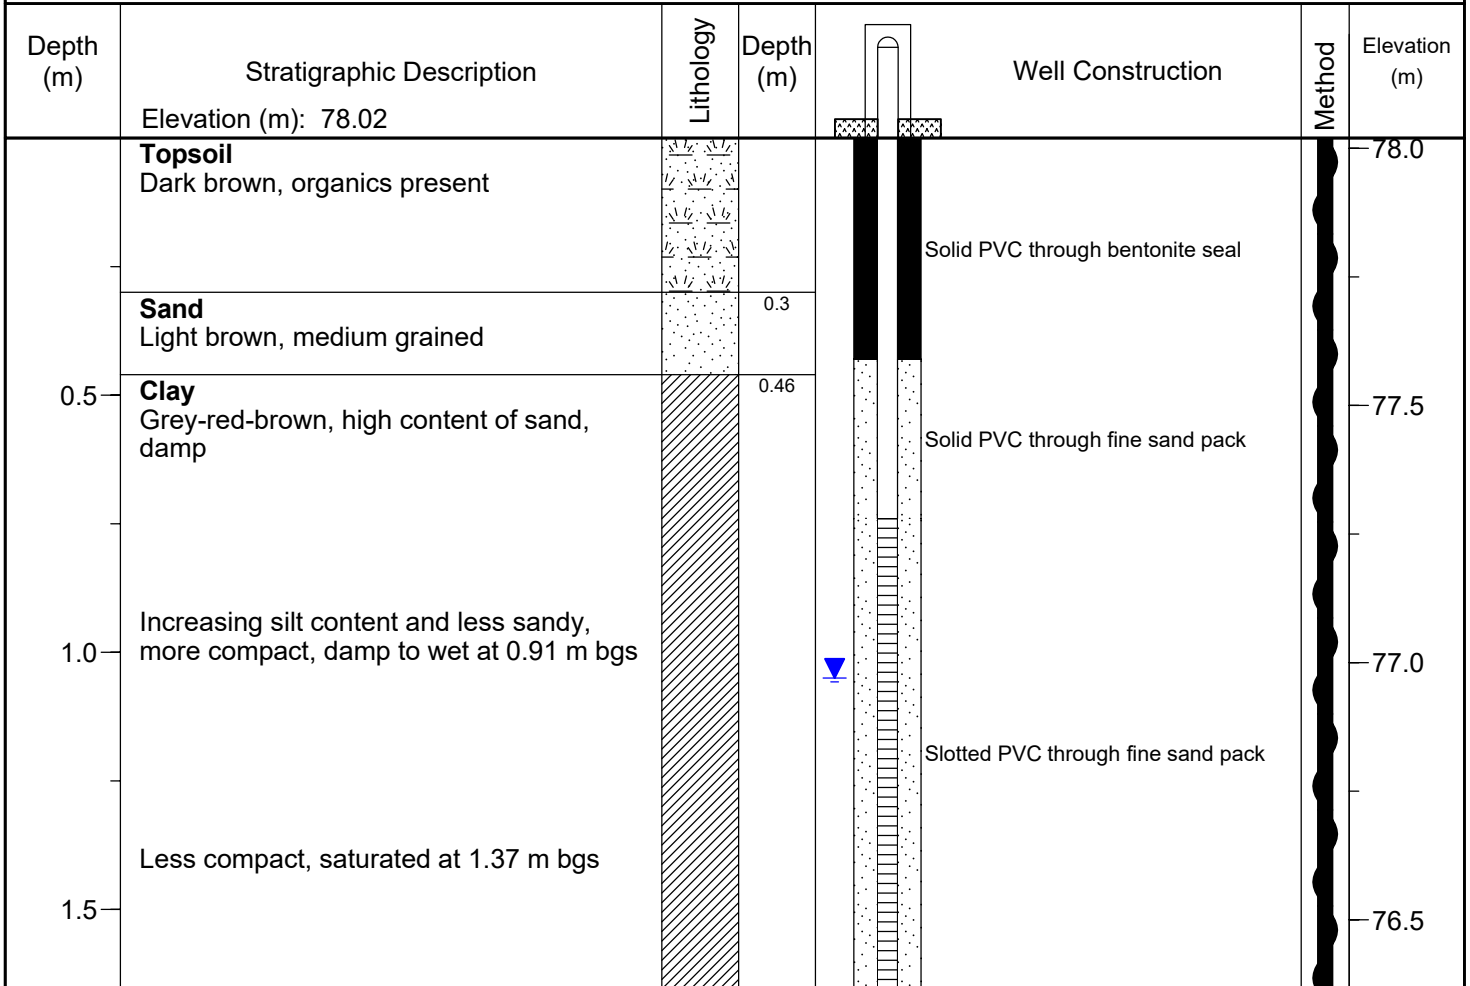 Depth
(m)
Stratigraphic Description
Elevation (m): 78.02
Lithology
Depth
(m)
Well Construction
Method
Elevation
(m)
Topsoil
Dark brown, organics present
78.0
Solid PVC through bentonite seal
Sand
0.3
Light brown, medium grained
0.5
Clay
0.46
Grey-red-brown, high content of sand,
damp
77.5
Solid PVC through fine sand pack
Increasing silt content and less sandy,
more compact, damp to wet at 0.91 m bgs
1.0
77.0
Slotted PVC through fine sand pack
Less compact, saturated at 1.37 m bgs
1.5
76.5